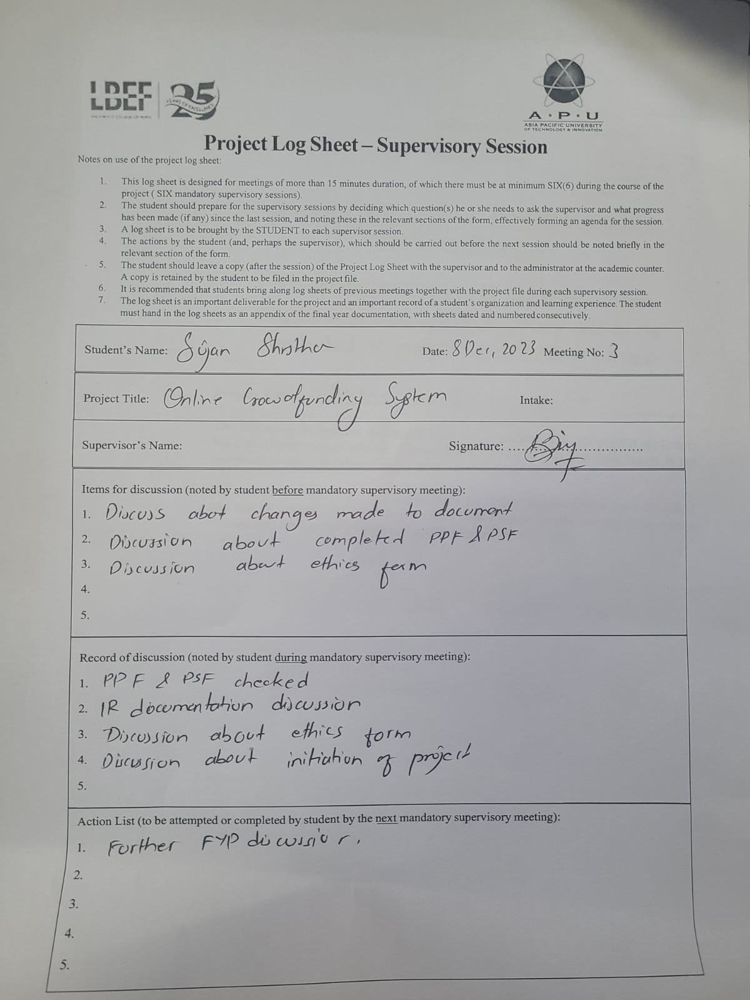 LBEF
25
YEARS OF EXCELLENCE
A · P · U
ASIA PACIFIC UNIVERSITY
OF TECHNOLOGY & INNOVATION
Project Log Sheet – Supervisory Session
Notes on use of the project log sheet:
1. This log sheet is designed for meetings of more than 15 minutes duration, of which there must be at minimum SIX(6) during the course of the
project ( SIX mandatory supervisory sessions).
2. The student should prepare for the supervisory sessions by deciding which question(s) he or she needs to ask the supervisor and what progress
has been made (if any) since the last session, and noting these in the relevant sections of the form, effectively forming an agenda for the session.
3. A log sheet is to be brought by the STUDENT to each supervisor session.
4. The actions by the student (and, perhaps the supervisor), which should be carried out before the next session should be noted briefly in the
relevant section of the form.
5. The student should leave a copy (after the session) of the Project Log Sheet with the supervisor and to the administrator at the academic counter.
A copy is retained by the student to be filed in the project file.
6. It is recommended that students bring along log sheets of previous meetings together with the project file during each supervisory session.
7. The log sheet is an important deliverable for the project and an important record of a student's organization and learning experience. The student
must hand in the log sheets as an appendix of the final year documentation, with sheets dated and numbered consecutively.
Student's Name: Sijan Shrstha Date: 8 Dec, 2023 Meeting No: 3
Project Title: Online Crowdfunding System Intake:
Supervisor's Name: Signature: ....................
Items for discussion (noted by student before mandatory supervisory meeting):
1. Discuss abot changes made to document
2. Discussion about completed PPF & PSF
3. Discussion about ethics form
4.
5.
Record of discussion (noted by student during mandatory supervisory meeting):
1. PPF & PSF checked
2. IR documentation discussion
3. Discussion about ethics form
4. Discussion about initiation of project
5.
Action List (to be attempted or completed by student by the next mandatory supervisory meeting):
1. Further FYP discussion.
2.
3.
4.
5.